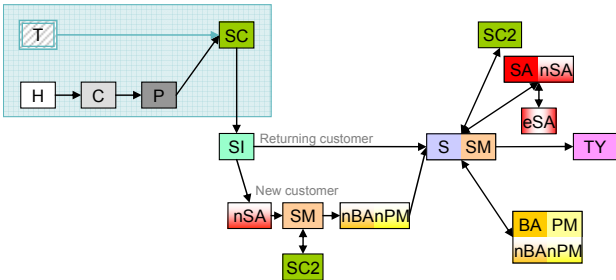 T
SC
H
C
P
SC2
SA nSA
eSA
SI
Returning customer
S SM
TY
New customer
nSA
SM
nBAnPM
SC2
BA PM
nBAnPM